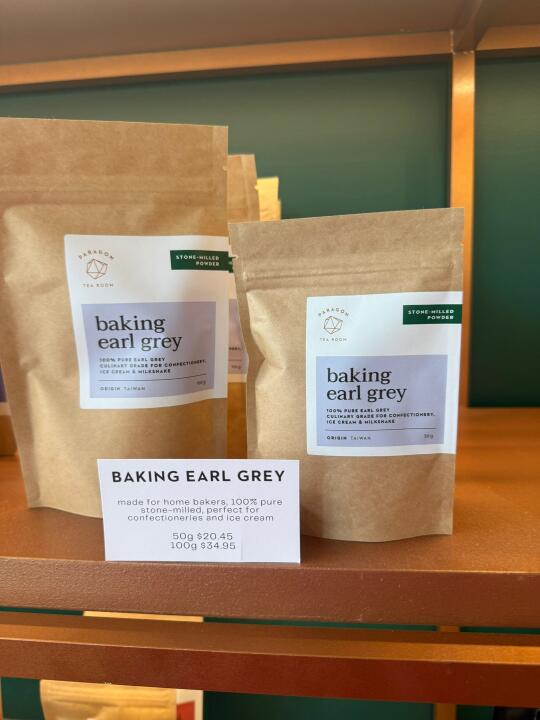 PARAGON
TEA ROOM
STONE-MILLED
POWDER
baking
earl grey
100% PURE EARL GREY
CULINARY GRADE FOR CONFECTIONERY,
ICE CREAM & MILKSHAKE
ORIGIN TAIWAN
100g
PARAGON
TEA ROOM
STONE-MILLED
POWDER
baking
earl grey
100% PURE EARL GREY
CULINARY GRADE FOR CONFECTIONERY,
ICE CREAM & MILKSHAKE
ORIGIN TAIWAN
50g
BAKING EARL GREY
made for home bakers, 100% pure
stone-milled, perfect for
confectioneries and ice cream
50g $20.45
100g $34.95